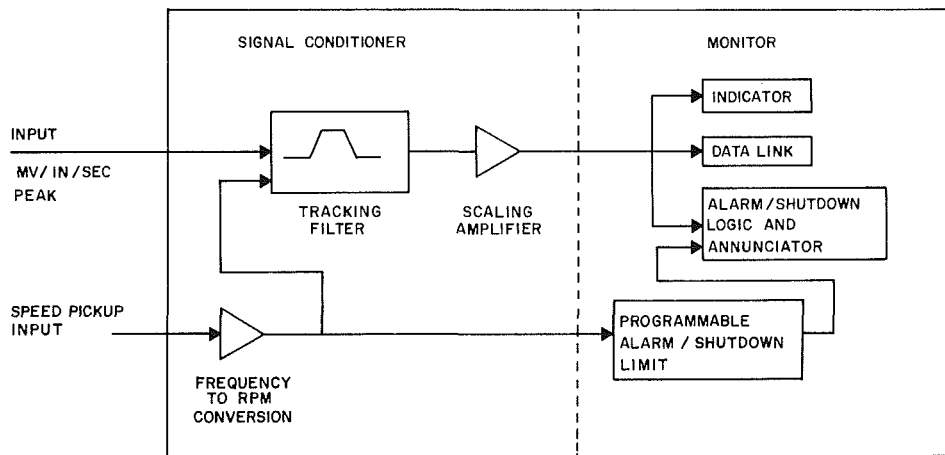 SIGNAL CONDITIONER
MONITOR
INDICATOR
INPUT
MV/IN/SEC
PEAK
DATA LINK
TRACKING
FILTER
SCALING
AMPLIFIER
ALARM/SHUTDOWN
LOGIC AND
ANNUNCIATOR
SPEED PICKUP
INPUT
PROGRAMMABLE
ALARM / SHUTDOWN
LIMIT
FREQUENCY
TO RPM
CONVERSION